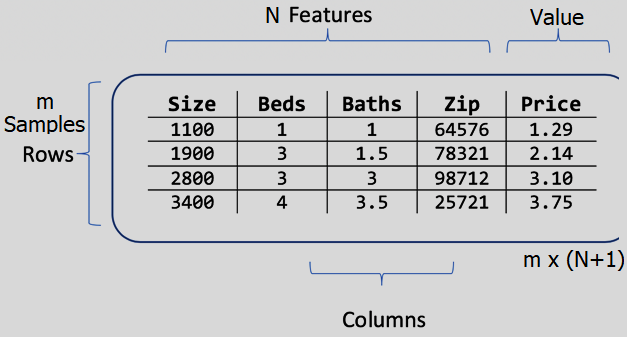 N Features
Value
m
Samples
Rows
Size Beds Baths Zip Price
1100 1 1 64576 1.29
1900 3 1.5 78321 2.14
2800 3 3 98712 3.10
3400 4 3.5 25721 3.75
m x (N+1)
Columns